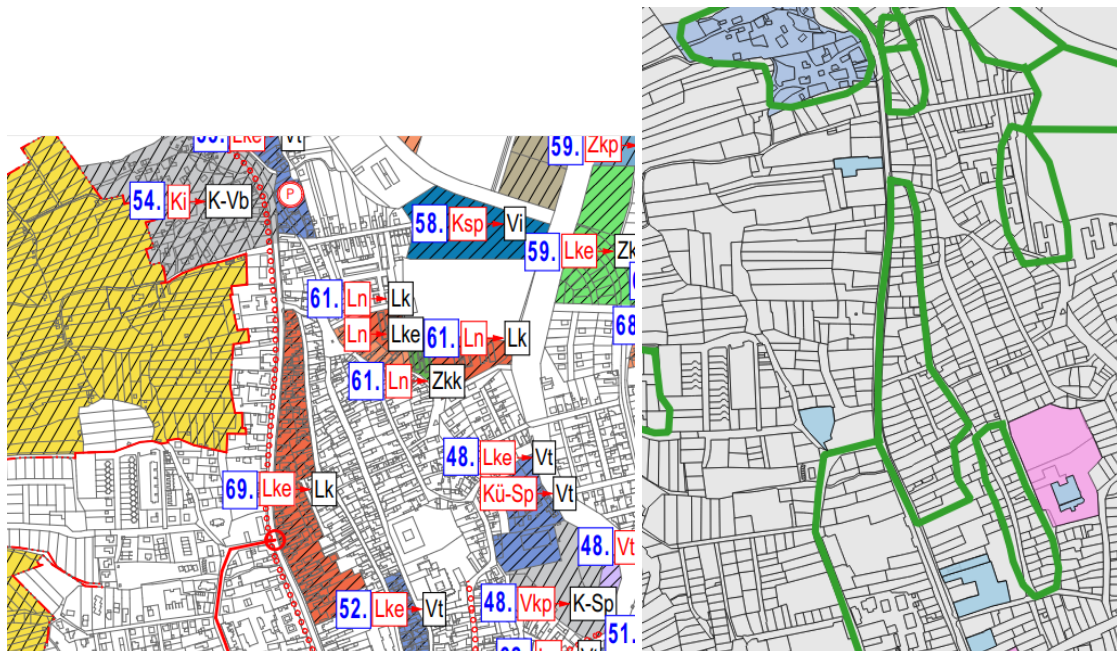 Lke Vt
59. Zkp
54. Ki K-Vb
P
58. Ksp Vi
59. Lke Zk
61. Ln Lk
Ln Lke
61. Ln Lk
68
61. Ln Zkk
48. Lke Vt
Kü-Sp Vt
69. Lke Lk
48. Vt
52. Lke Vt
48. Vkp K-Sp
51.